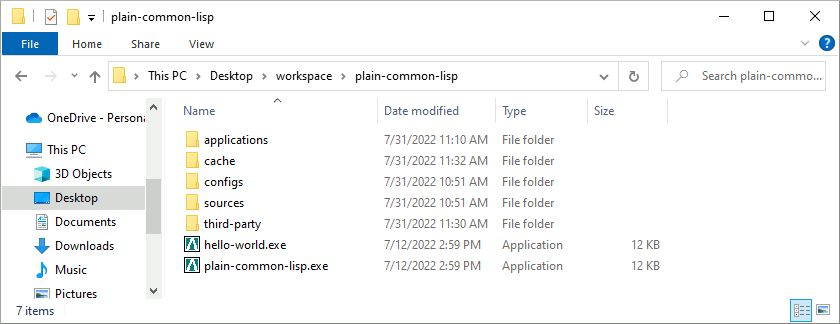 plain-common-lisp
File Home Share View
This PC Desktop workspace plain-common-lisp Search plain-commo...
Name Date modified Type Size
OneDrive - Persona
This PC
3D Objects
Desktop
Documents
Downloads
Music
Pictures
applications 7/31/2022 11:10 AM File folder
cache 7/31/2022 11:32 AM File folder
configs 7/31/2022 10:51 AM File folder
sources 7/31/2022 10:51 AM File folder
third-party 7/31/2022 11:30 AM File folder
hello-world.exe 7/12/2022 2:59 PM Application 12 KB
plain-common-lisp.exe 7/12/2022 2:59 PM Application 12 KB
7 items